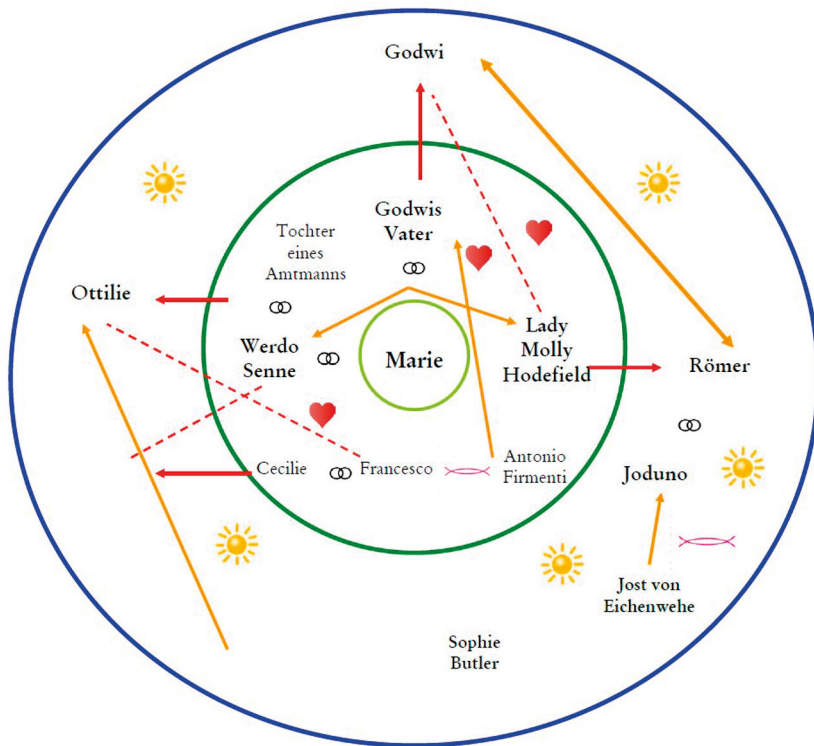 Godwi
Godwis
Vater
Tochter
eines
Amtmanns
Ottilie
Werdo
Senne
Marie
Lady
Molly
Hodefield
Römer
Cecilie
Francesco
Antonio
Firmenti
Joduno
Jost von
Eichenwehe
Sophie
Butler